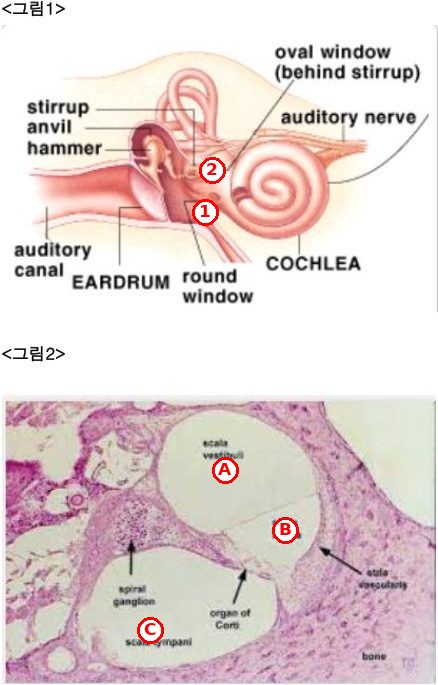 <그림1>
oval window
(behind stirrup)
stirrup
anvil
hammer
auditory nerve
2
1
auditory
canal
EARDRUM
round
window
COCHLEA
<그림2>
scala
vestibuli
A
B
stria
vascularis
spiral
ganglion
organ of
Corti
C
scala tympani
bone